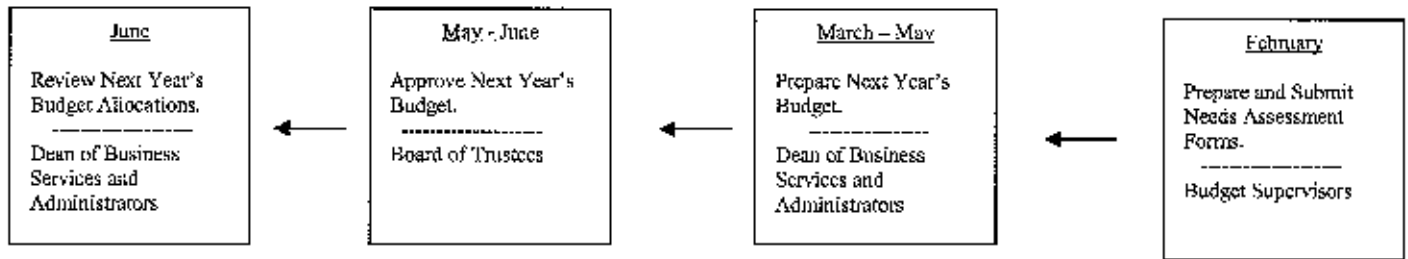 June
Review Next Year's
Budget Allocations.
--------------------
Dean of Business
Services and
Administrators
May - June
Approve Next Year's
Budget.
--------------------
Board of Trustees
March – May
Prepare Next Year's
Budget.
--------------------
Dean of Business
Services and
Administrators
February
Prepare and Submit
Needs Assessment
Forms.
--------------------
Budget Supervisors